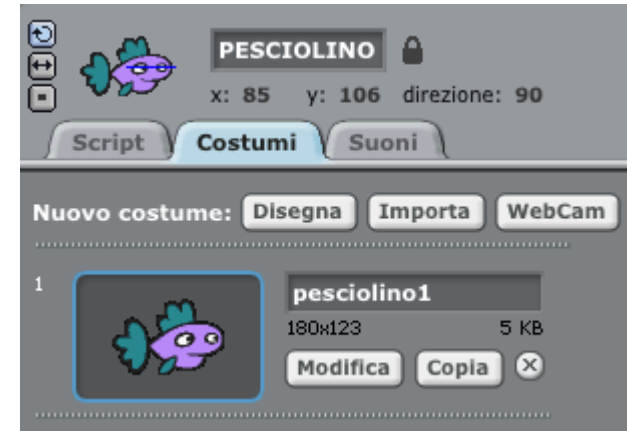 PESCIOLINO
x: 85 y: 106 direzione: 90
Script Costumi Suoni
Nuovo costume: Disegna Importa WebCam
1
pesciolino1
180x123 5 KB
Modifica Copia